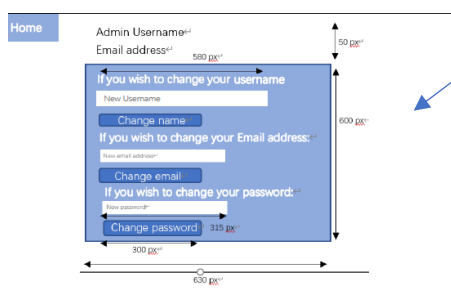 Home
Admin Username
Email address
50 px
580 px
If you wish to change your username
New Username
Change name
600 px
If you wish to change your Email address:
New email address
Change email
If you wish to change your password:
New password
Change password
315 px
300 px
630 px